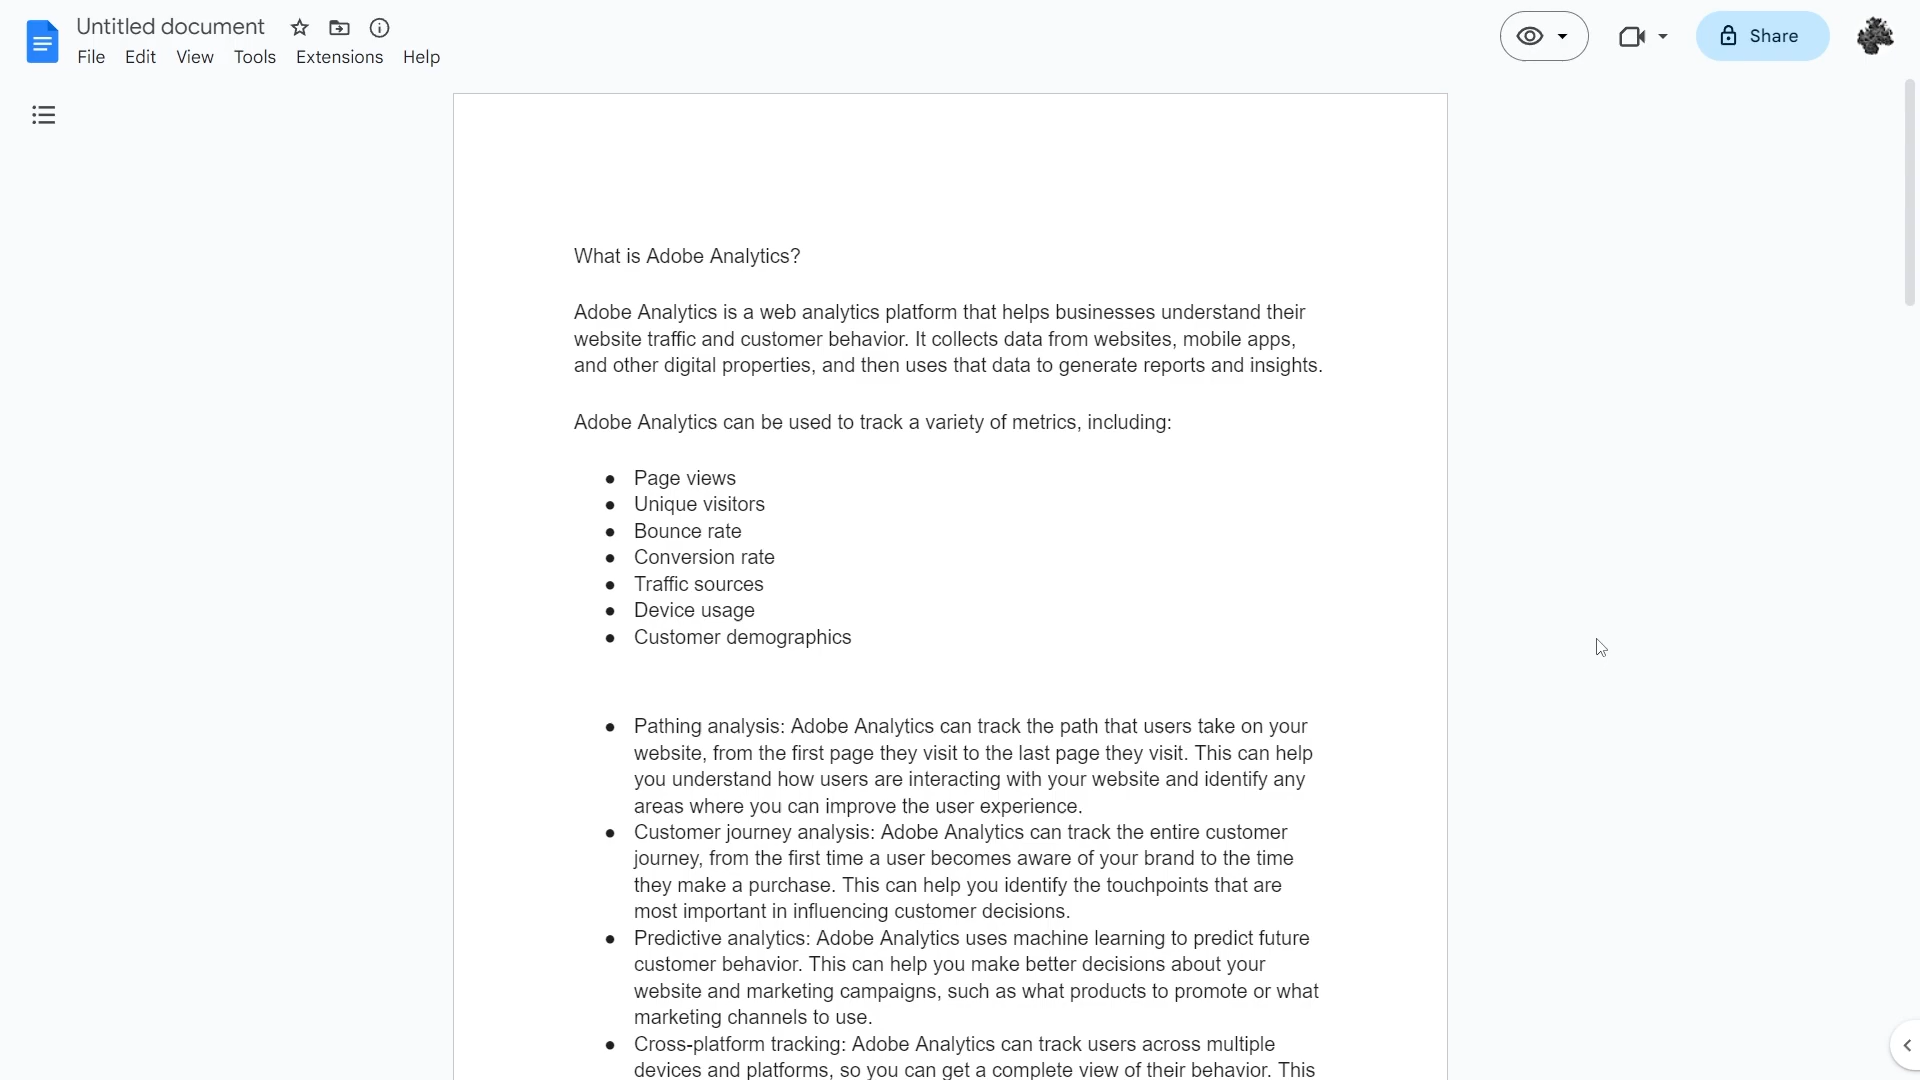 Untitled document
File Edit View Tools Extensions Help
Share
What is Adobe Analytics?
Adobe Analytics is a web analytics platform that helps businesses understand their
website traffic and customer behavior. It collects data from websites, mobile apps,
and other digital properties, and then uses that data to generate reports and insights.
Adobe Analytics can be used to track a variety of metrics, including:
● Page views
● Unique visitors
● Bounce rate
● Conversion rate
● Traffic sources
● Device usage
● Customer demographics
● Pathing analysis: Adobe Analytics can track the path that users take on your
website, from the first page they visit to the last page they visit. This can help
you understand how users are interacting with your website and identify any
areas where you can improve the user experience.
● Customer journey analysis: Adobe Analytics can track the entire customer
journey, from the first time a user becomes aware of your brand to the time
they make a purchase. This can help you identify the touchpoints that are
most important in influencing customer decisions.
● Predictive analytics: Adobe Analytics uses machine learning to predict future
customer behavior. This can help you make better decisions about your
website and marketing campaigns, such as what products to promote or what
marketing channels to use.
● Cross-platform tracking: Adobe Analytics can track users across multiple
devices and platforms, so you can get a complete view of their behavior. This